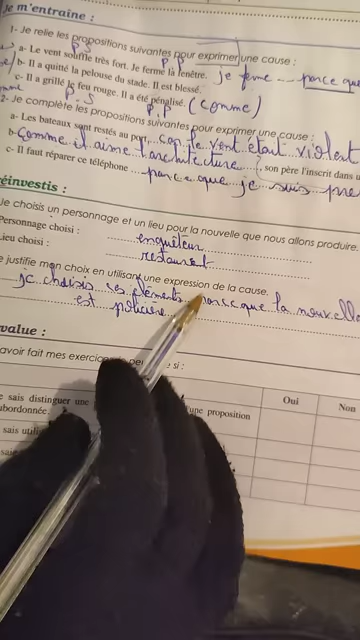 Je m'entraine :
1- Je relie les propositions suivantes pour exprimer une cause :
a- Le vent souffle très fort. Je ferme la fenêtre. je ferme ... parce que
b- Il a quitté la pelouse du stade. Il est blessé.
c- Il a grillé le feu rouge. Il a été pénalisé. (comme)
2- Je complète les propositions suivantes pour exprimer une cause :
a- Les bateaux sont restés au port, car le vent était violent
b- Comme il aime l'architecture, son père l'inscrit dans u
c- Il faut réparer ce téléphone parce que je suis
réinvestis :
Je choisis un personnage et un lieu pour la nouvelle que nous allons produire.
Personnage choisi : enquêteur
Lieu choisi : restaurat
e justifie mon choix en utilisant une expression de la cause.
je choisis ses éléments parce que la nouvelle
est policière
value :
avoir fait mes exercices si :
Oui Non
e sais distinguer une une proposition
ubordonnée.
sais